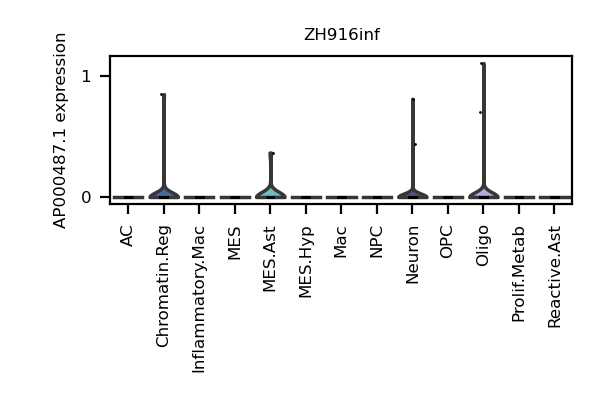 ZH916inf
AP000487.1 expression
1
0
AC
Chromatin.Reg
Inflammatory.Mac
MES
MES.Ast
MES.Hyp
Mac
NPC
Neuron
OPC
Oligo
Prolif.Metab
Reactive.Ast